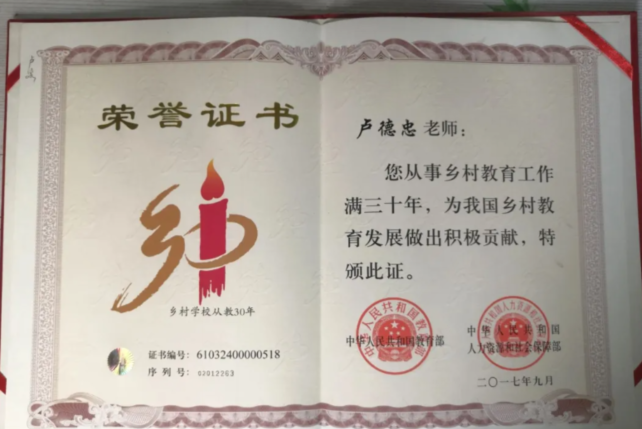 荣誉证书
乡村学校从教30年
证书编号：61032400000518
序 列 号：S3012263
卢德忠 老师：
您从事乡村教育工作
满三十年，为我国乡村教
育发展做出积极贡献，特
颁此证。
中华人民共和国教育部
中华人民共和国
人力资源和社会保障部
二〇一七年九月